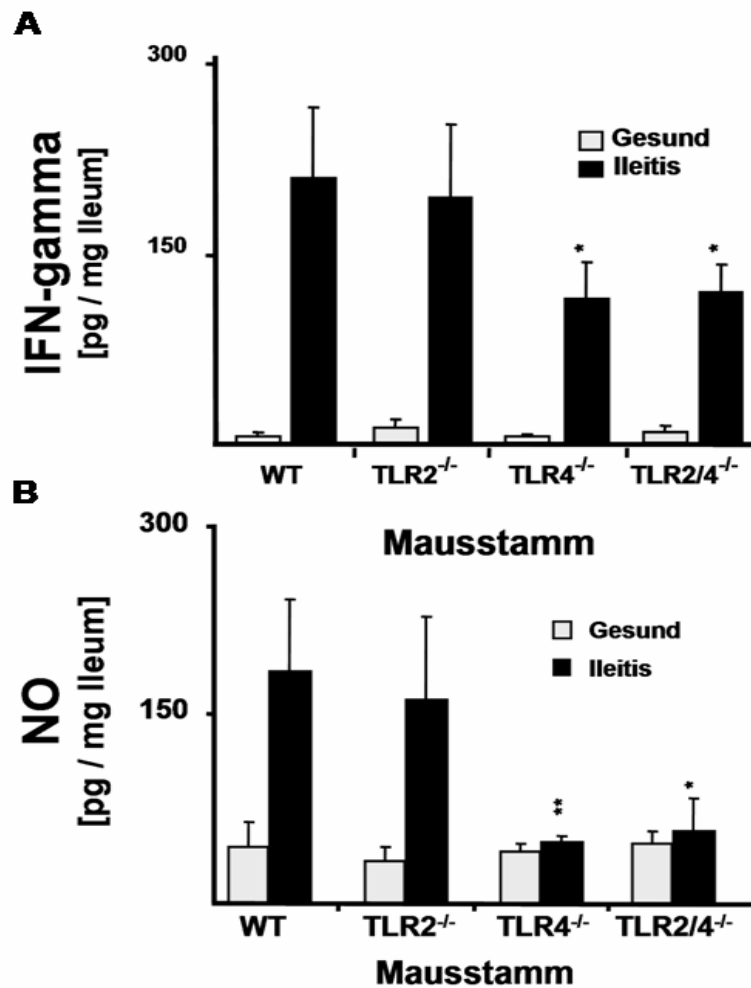 A
300
150
IFN-gamma
[pg / mg Ileum]
Gesund
Ileitis
*
*
WT TLR2-/- TLR4-/- TLR2/4-/-
Mausstamm
B
300
150
NO
[pg / mg Ileum]
Gesund
Ileitis
**
*
WT TLR2-/- TLR4-/- TLR2/4-/-
Mausstamm